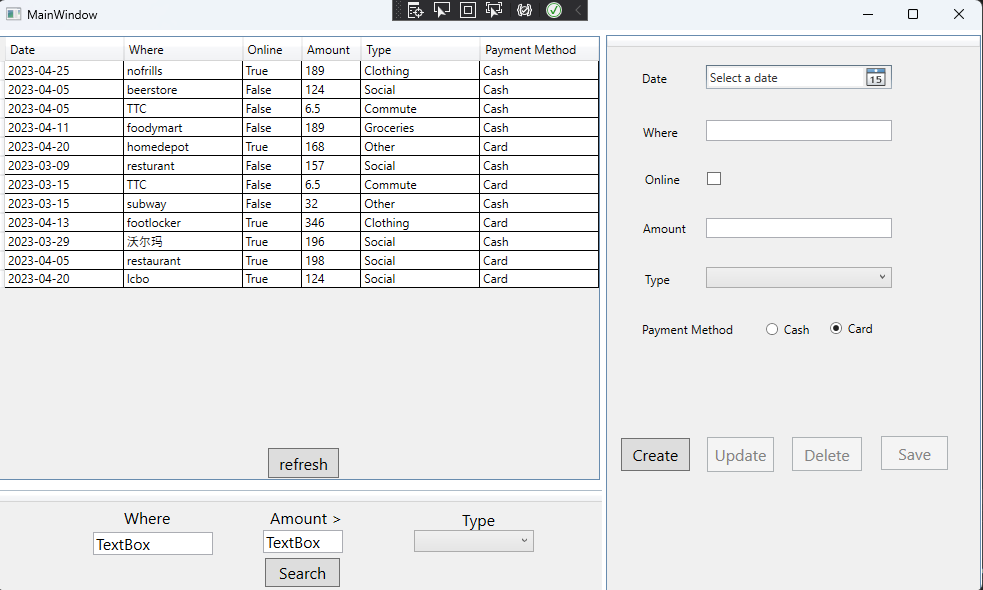 MainWindow
Date Where Online Amount Type Payment Method
2023-04-25 nofrills True 189 Clothing Cash
2023-04-05 beerstore False 124 Social Cash
2023-04-05 TTC False 6.5 Commute Cash
2023-04-11 foodymart False 189 Groceries Cash
2023-04-20 homedepot True 168 Other Card
2023-03-09 resturant False 157 Social Cash
2023-03-15 TTC False 6.5 Commute Card
2023-03-15 subway False 32 Other Cash
2023-04-13 footlocker True 346 Clothing Card
2023-03-29 沃尔玛 True 196 Social Cash
2023-04-05 restaurant True 198 Social Card
2023-04-20 lcbo True 124 Social Card
refresh
Where Amount > Type
TextBox TextBox
Search
Date Select a date 15
Where
Online
Amount
Type
Payment Method Cash Card
Create Update Delete Save